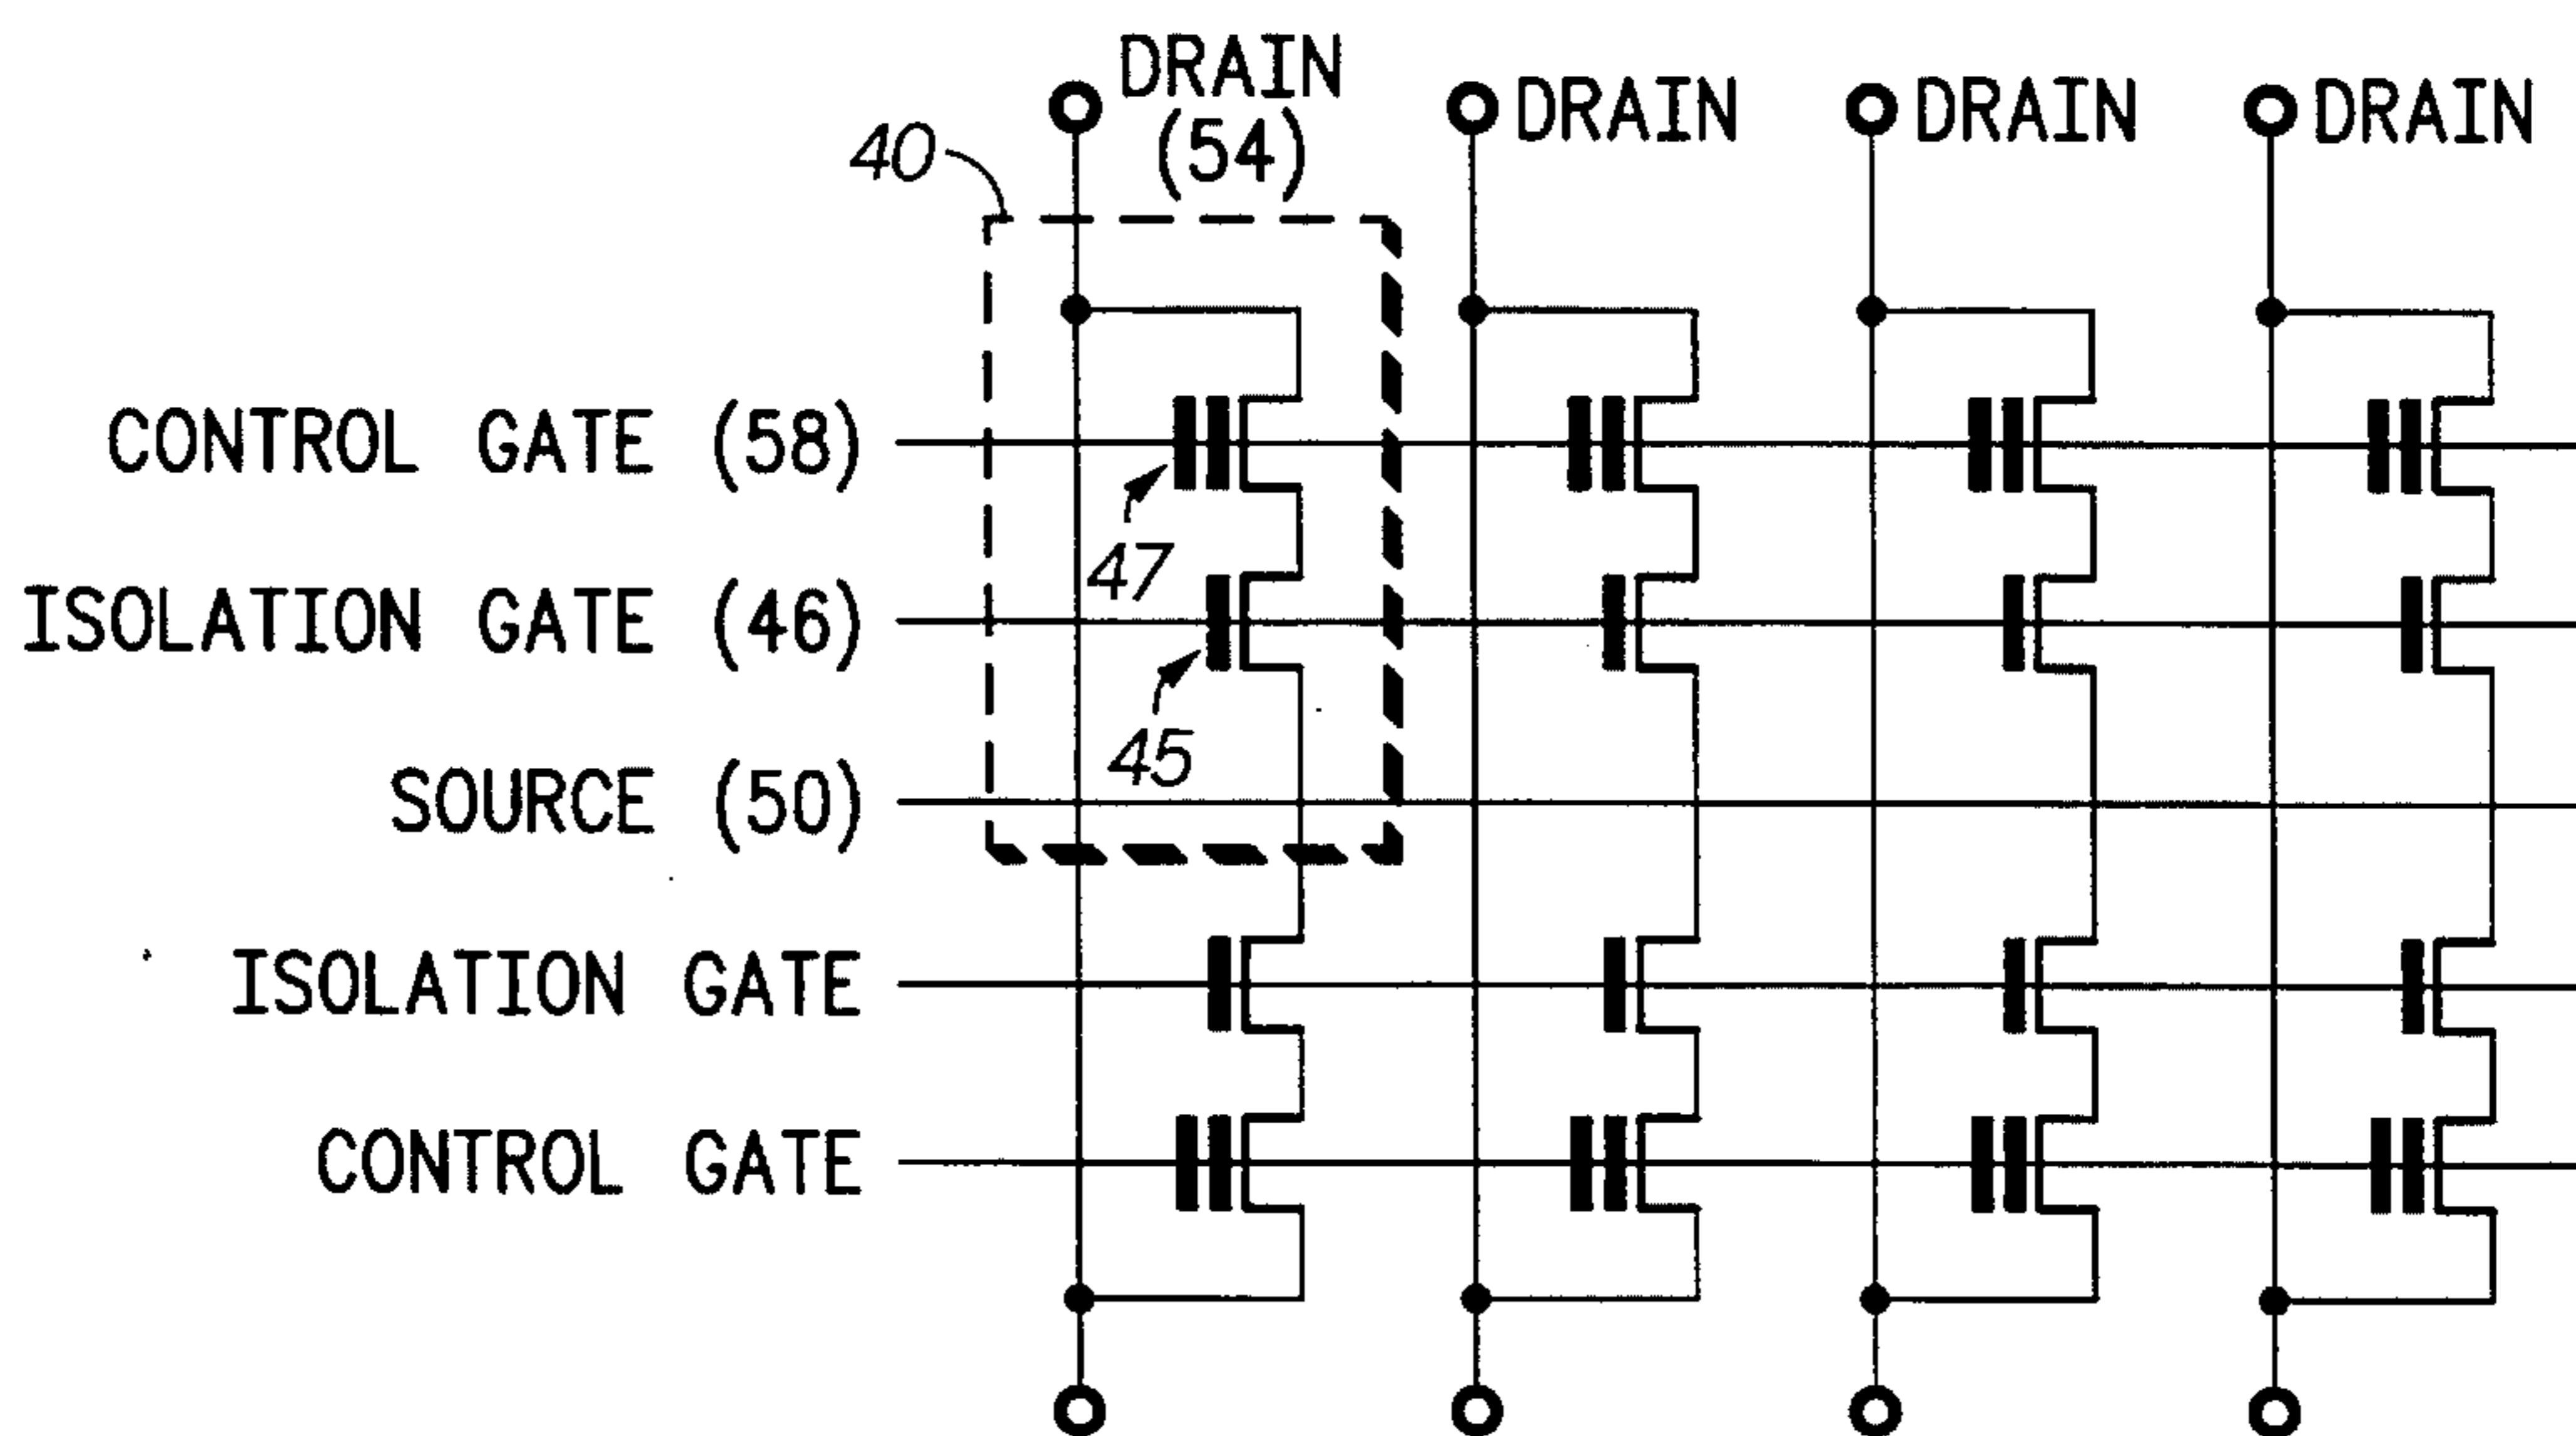 DRAIN
(54)
DRAIN
DRAIN
DRAIN
40
CONTROL GATE (58)
47
ISOLATION GATE (46)
45
SOURCE (50)
ISOLATION GATE
CONTROL GATE